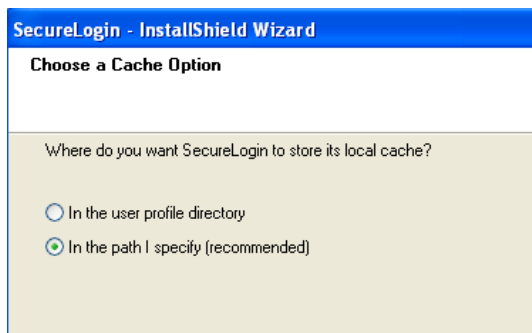 SecureLogin - InstallShield Wizard
Choose a Cache Option
Where do you want SecureLogin to store its local cache?
In the user profile directory
In the path I specify (recommended)